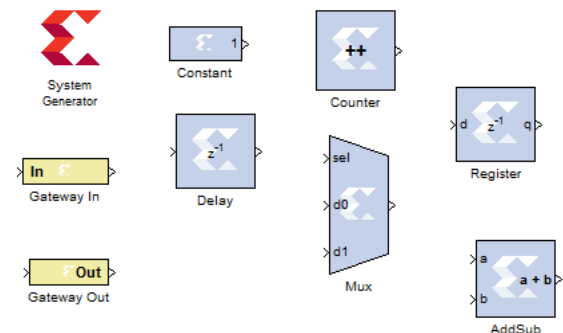 System
Generator
1
Constant
++
Counter
In
Gateway In
z⁻¹
Delay
sel
d0
d1
Mux
d
z⁻¹
q
Register
Out
Gateway Out
a
b
a + b
AddSub